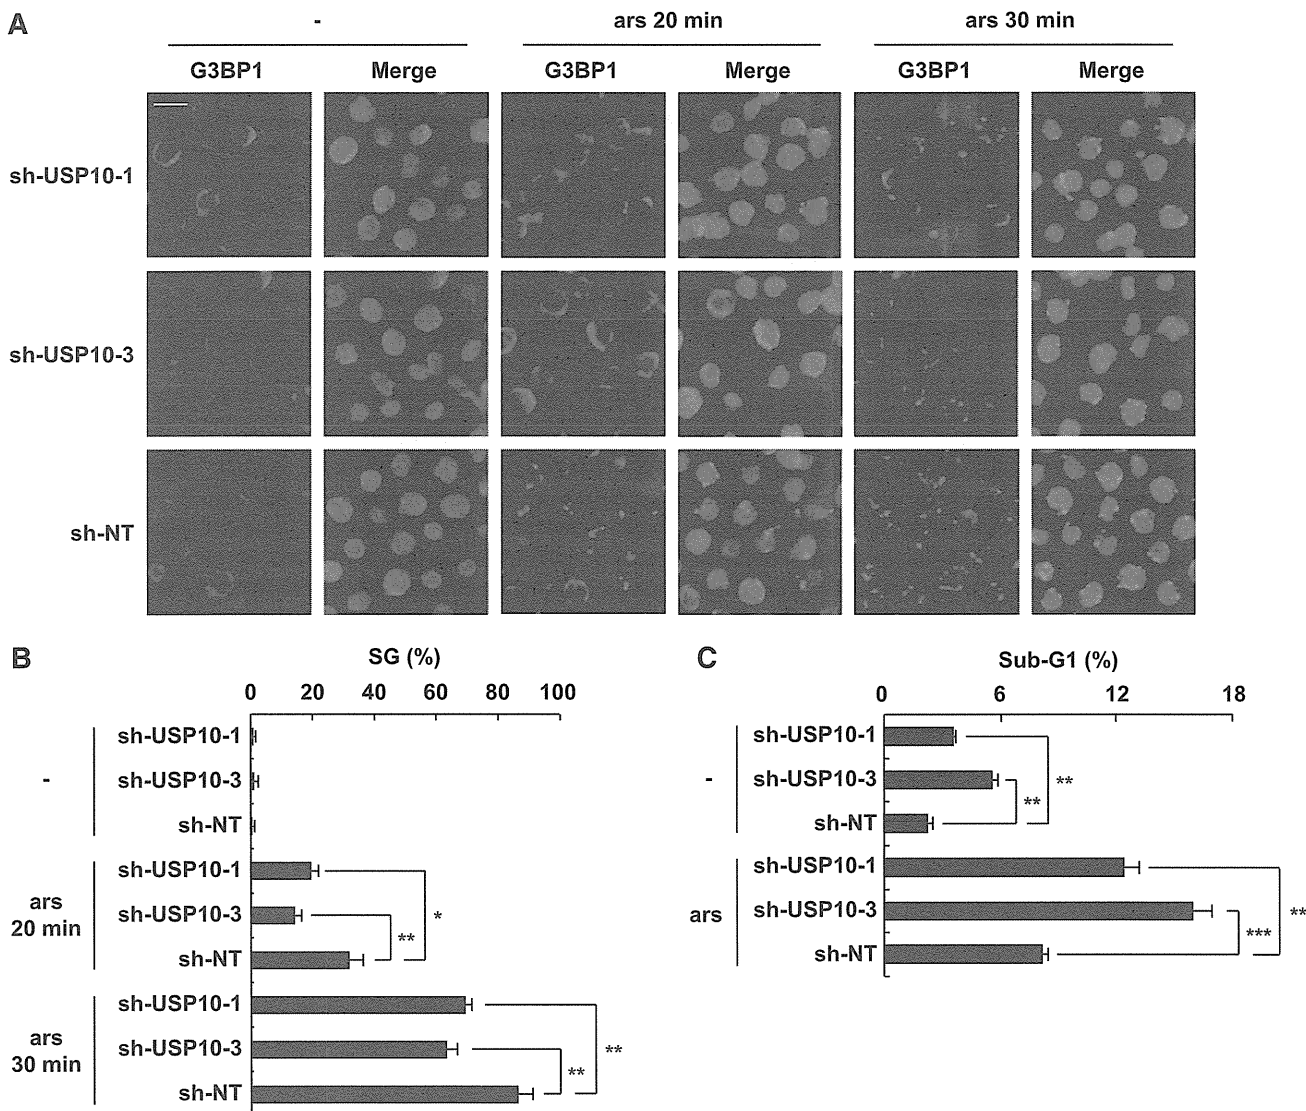 A
- ars 20 min ars 30 min
G3BP1 Merge G3BP1 Merge G3BP1 Merge
sh-USP10-1
sh-USP10-3
sh-NT
B
SG (%)
0 20 40 60 80 100
-
sh-USP10-1
sh-USP10-3
sh-NT
ars
20 min
sh-USP10-1
sh-USP10-3
sh-NT
*
**
ars
30 min
sh-USP10-1
sh-USP10-3
sh-NT
**
**
C
Sub-G1 (%)
0 6 12 18
-
sh-USP10-1
sh-USP10-3
sh-NT
**
**
ars
sh-USP10-1
sh-USP10-3
sh-NT
**
***